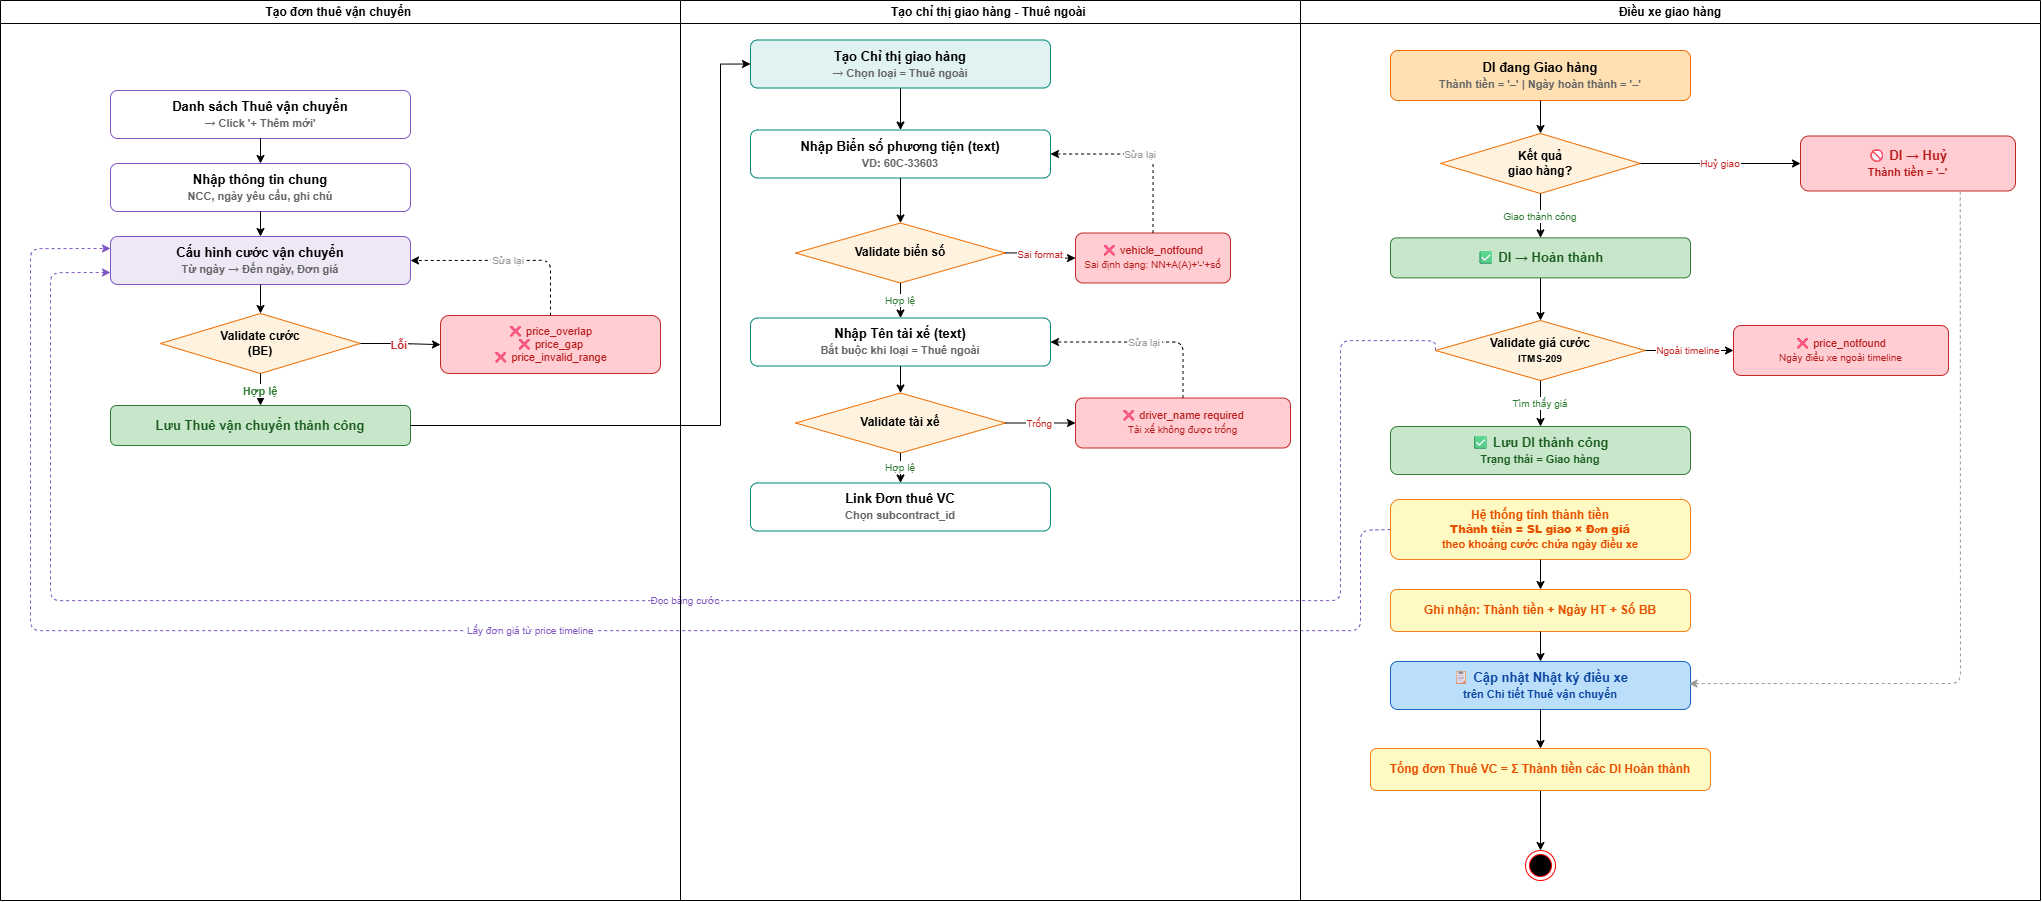 Tạo đơn thuê vận chuyển
Danh sách Thuê vận chuyển
→ Click '+ Thêm mới'
Nhập thông tin chung
NCC, ngày yêu cầu, ghi chú
Cấu hình cước vận chuyển
Từ ngày → Đến ngày, Đơn giá
Sửa lại
Validate cước
(BE)
Lỗi
❌ price_overlap
❌ price_gap
❌ price_invalid_range
Hợp lệ
Lưu Thuê vận chuyển thành công
Tạo chỉ thị giao hàng - Thuê ngoài
Tạo Chỉ thị giao hàng
→ Chọn loại = Thuê ngoài
Nhập Biển số phương tiện (text)
VD: 60C-33603
Sửa lại
Validate biển số
Sai format
❌ vehicle_notfound
Sai định dạng: NN+A(A)+'-'+số
Hợp lệ
Nhập Tên tài xế (text)
Bắt buộc khi loại = Thuê ngoài
Sửa lại
Validate tài xế
Trống
❌ driver_name required
Tài xế không được trống
Hợp lệ
Link Đơn thuê VC
Chọn subcontract_id
Đọc bảng cước
Lấy đơn giá từ price timeline
Điều xe giao hàng
DI đang Giao hàng
Thành tiền = '–' | Ngày hoàn thành = '–'
Kết quả
giao hàng?
Huỷ giao
🚫 DI → Huỷ
Thành tiền = '–'
Giao thành công
✅ DI → Hoàn thành
Validate giá cước
ITMS-209
Ngoài timeline
❌ price_notfound
Ngày điều xe ngoài timeline
Tìm thấy giá
✅ Lưu DI thành công
Trạng thái = Giao hàng
Hệ thống tính thành tiền
Thành tiền = SL giao × Đơn giá
theo khoảng cước chứa ngày điều xe
Ghi nhận: Thành tiền + Ngày HT + Số BB
📋 Cập nhật Nhật ký điều xe
trên Chi tiết Thuê vận chuyển
Tổng đơn Thuê VC = Σ Thành tiền các DI Hoàn thành